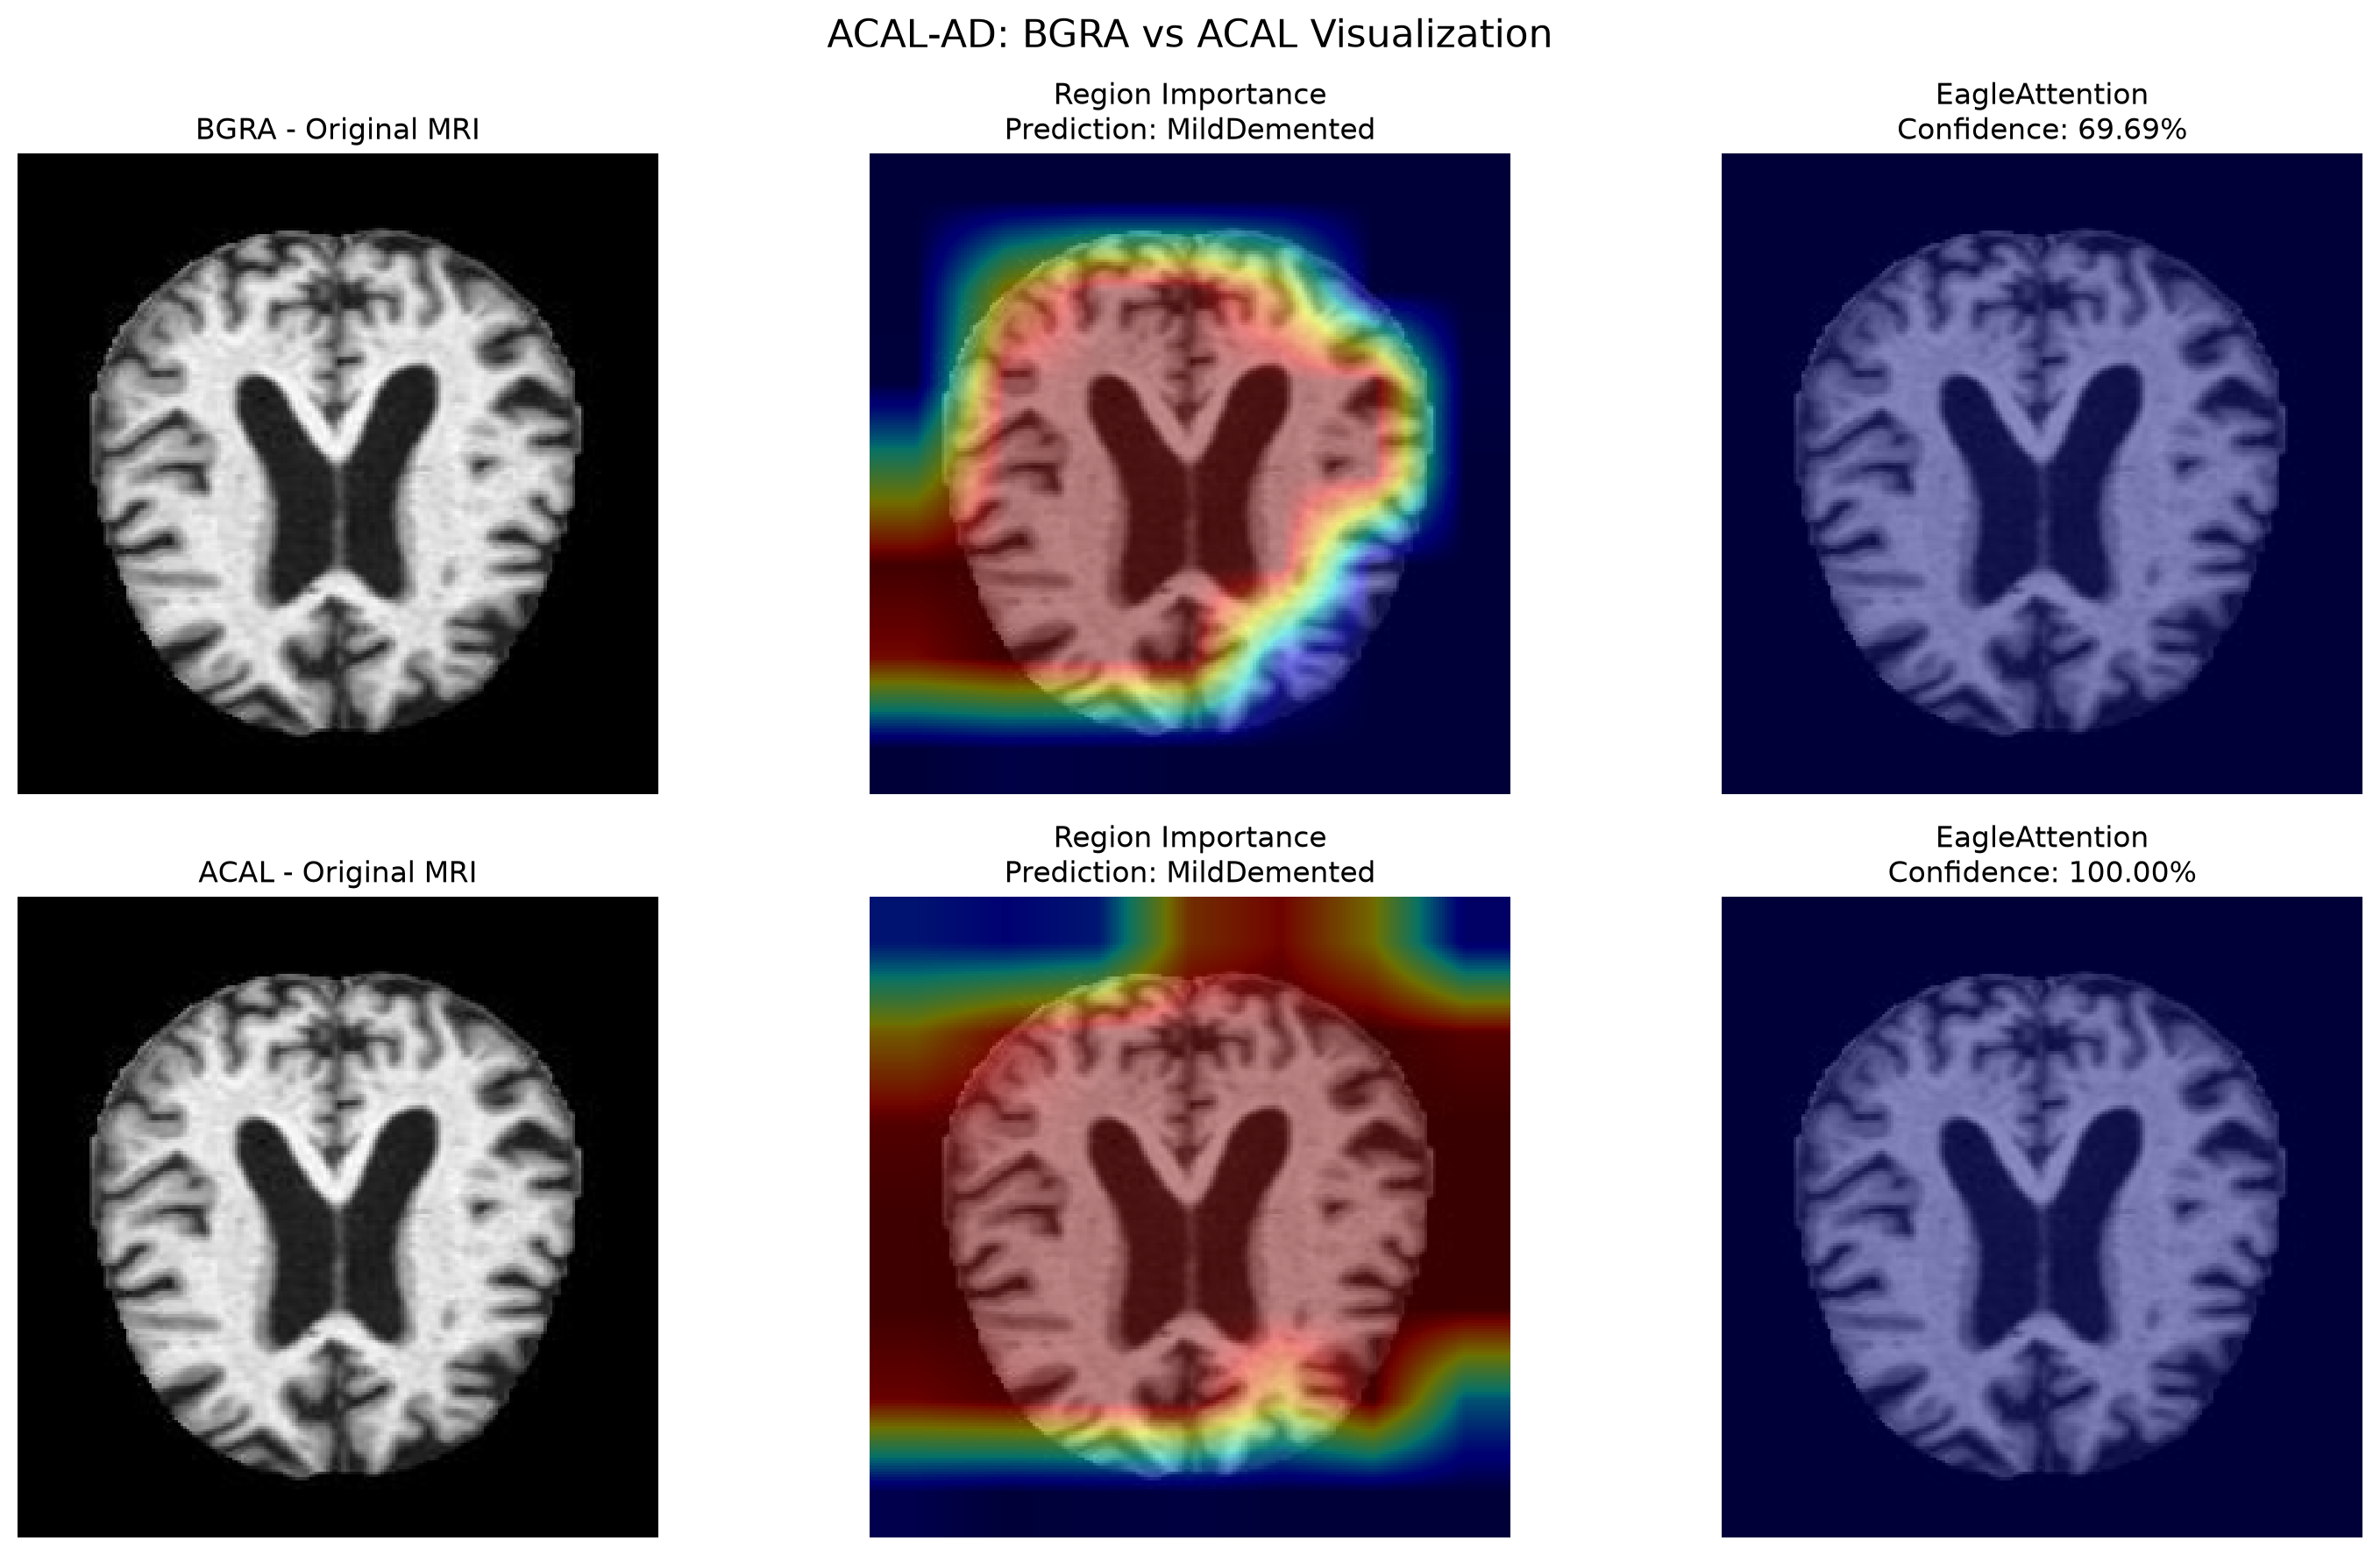 ACAL-AD: BGRA vs ACAL Visualization
BGRA - Original MRI
Region Importance
Prediction: MildDemented
EagleAttention
Confidence: 69.69%
ACAL - Original MRI
Region Importance
Prediction: MildDemented
EagleAttention
Confidence: 100.00%